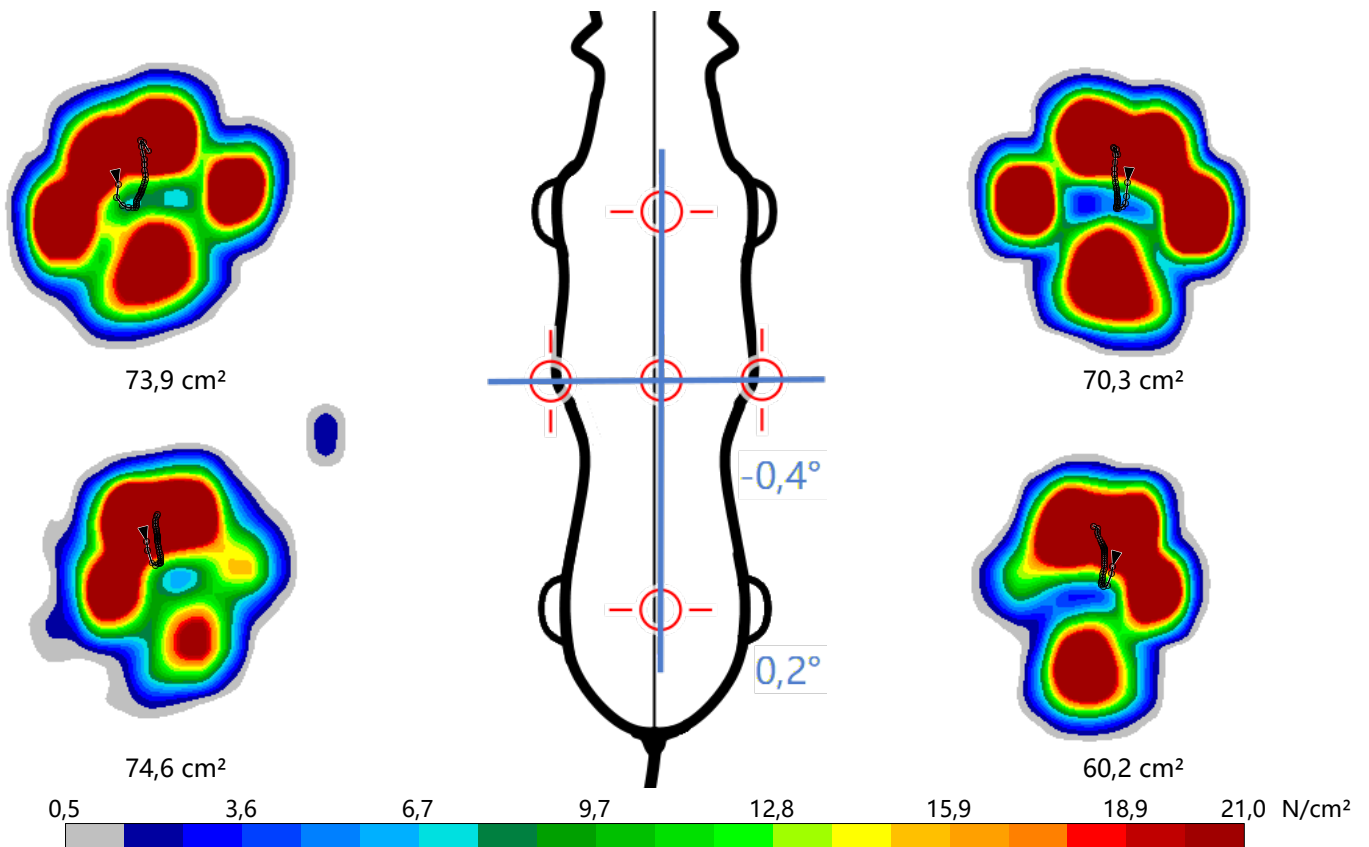 73,9 cm²
70,3 cm²
-0,4°
0,2°
74,6 cm²
60,2 cm²
0,5 3,6 6,7 9,7 12,8 15,9 18,9 21,0 N/cm²